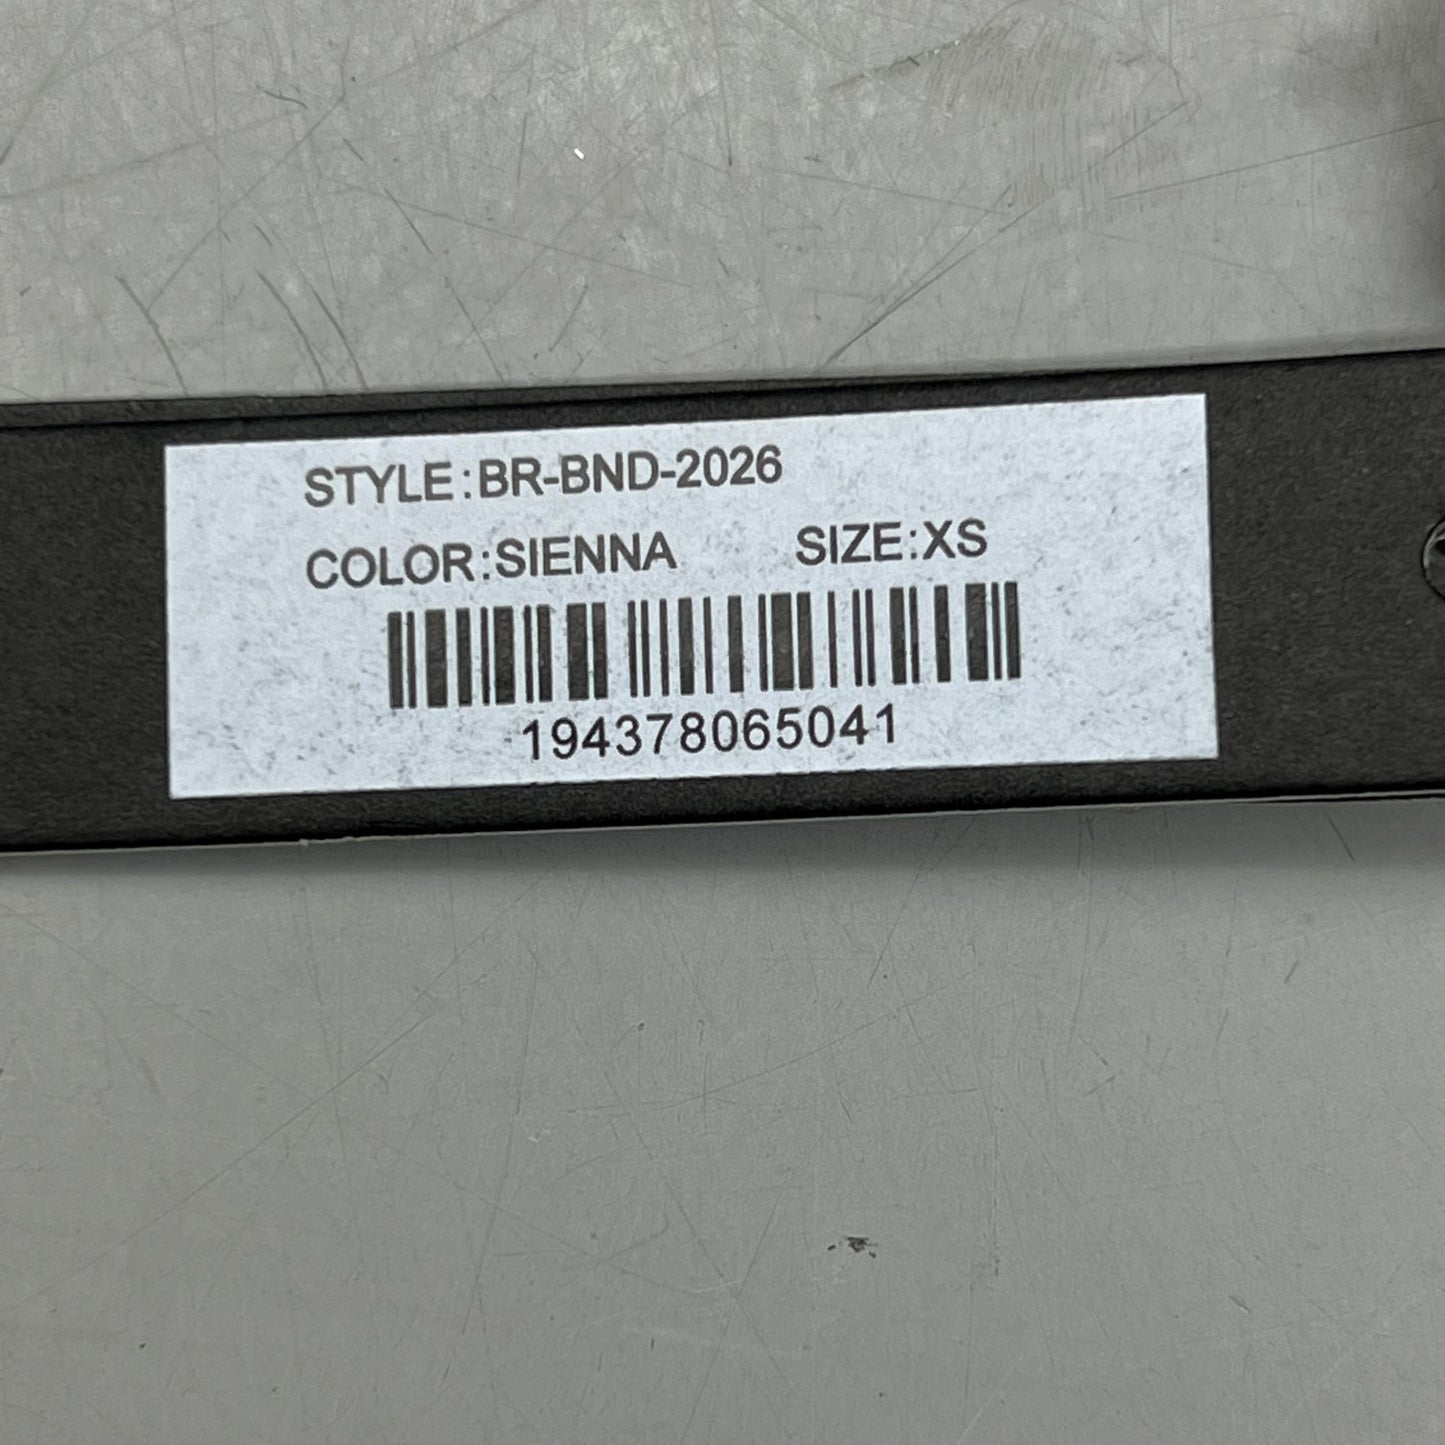 STYLE:BR-BND-2026
COLOR:SIENNA SIZE:XS
194378065041